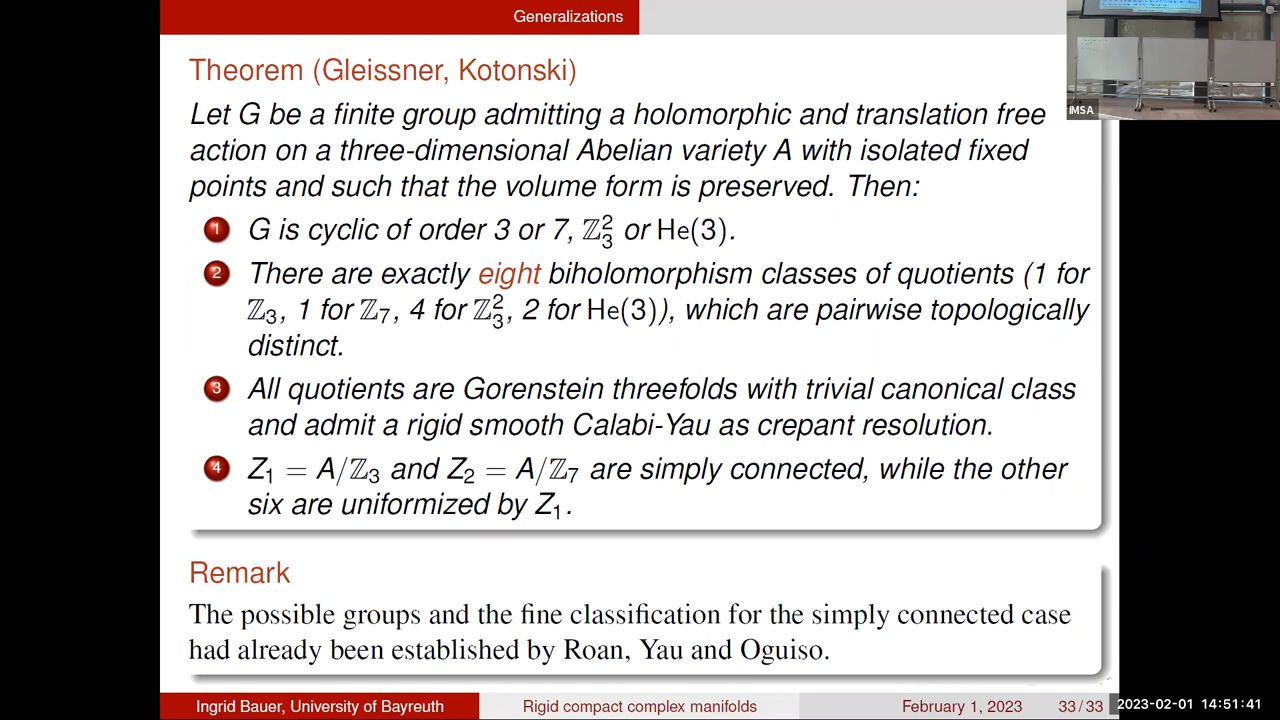 Generalizations
Theorem (Gleissner, Kotonski)
Let G be a finite group admitting a holomorphic and translation free
action on a three-dimensional Abelian variety A with isolated fixed
points and such that the volume form is preserved. Then:
1 G is cyclic of order 3 or 7, ℤ₃² or He(3).
2 There are exactly eight biholomorphism classes of quotients (1 for
ℤ₃, 1 for ℤ₇, 4 for ℤ₃², 2 for He(3)), which are pairwise topologically
distinct.
3 All quotients are Gorenstein threefolds with trivial canonical class
and admit a rigid smooth Calabi-Yau as crepant resolution.
4 Z₁ = A/ℤ₃ and Z₂ = A/ℤ₇ are simply connected, while the other
six are uniformized by Z₁.
Remark
The possible groups and the fine classification for the simply connected case
had already been established by Roan, Yau and Oguiso.
Ingrid Bauer, University of Bayreuth
Rigid compact complex manifolds
February 1, 2023
33/33
IMSA
2023-02-01 14:51:41